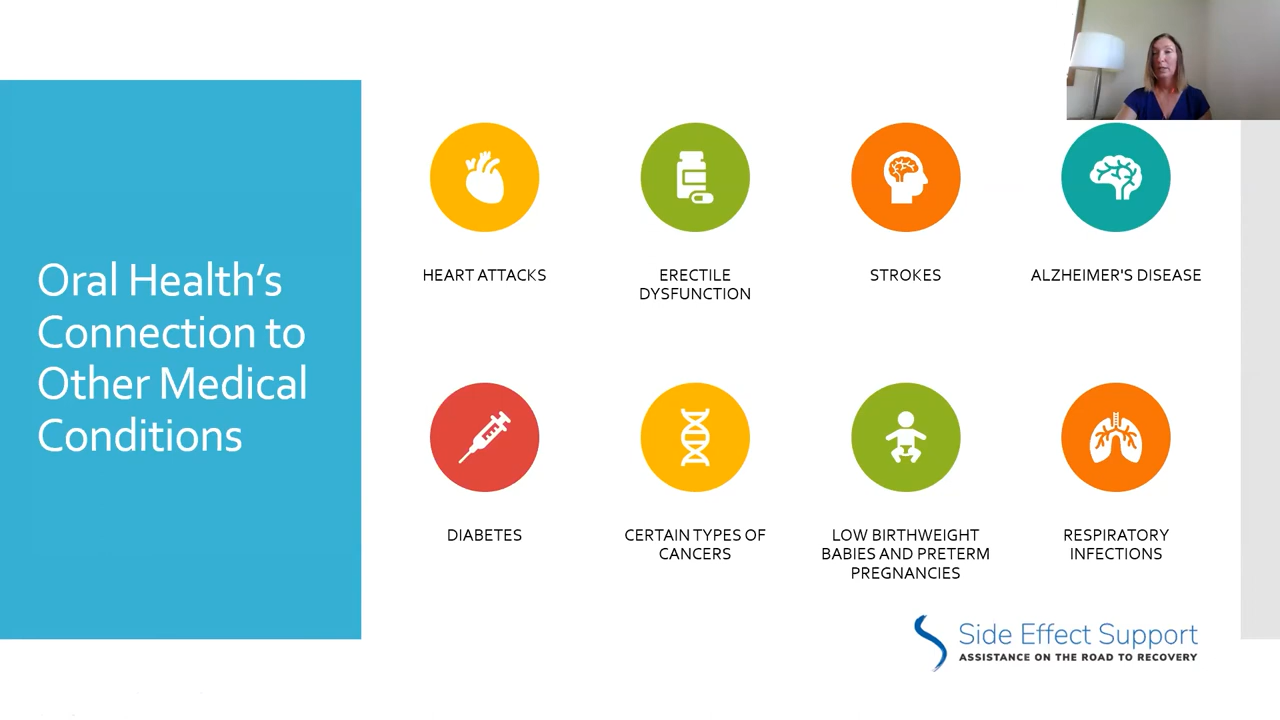 Oral Health’s
Connection to
Other Medical
Conditions
HEART ATTACKS
ERECTILE
DYSFUNCTION
STROKES
ALZHEIMER'S DISEASE
DIABETES
CERTAIN TYPES OF
CANCERS
LOW BIRTHWEIGHT
BABIES AND PRETERM
PREGNANCIES
RESPIRATORY
INFECTIONS
Side Effect Support
ASSISTANCE ON THE ROAD TO RECOVERY